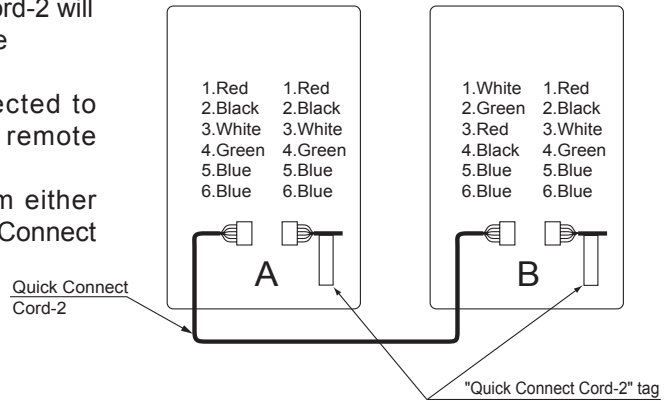 ord-2 will
e
ected to
remote
m either
Connect
1.Red 1.Red
2.Black 2.Black
3.White 3.White
4.Green 4.Green
5.Blue 5.Blue
6.Blue 6.Blue
1.White 1.Red
2.Green 2.Black
3.Red 3.White
4.Black 4.Green
5.Blue 5.Blue
6.Blue 6.Blue
A
B
Quick Connect
Cord-2
"Quick Connect Cord-2" tag